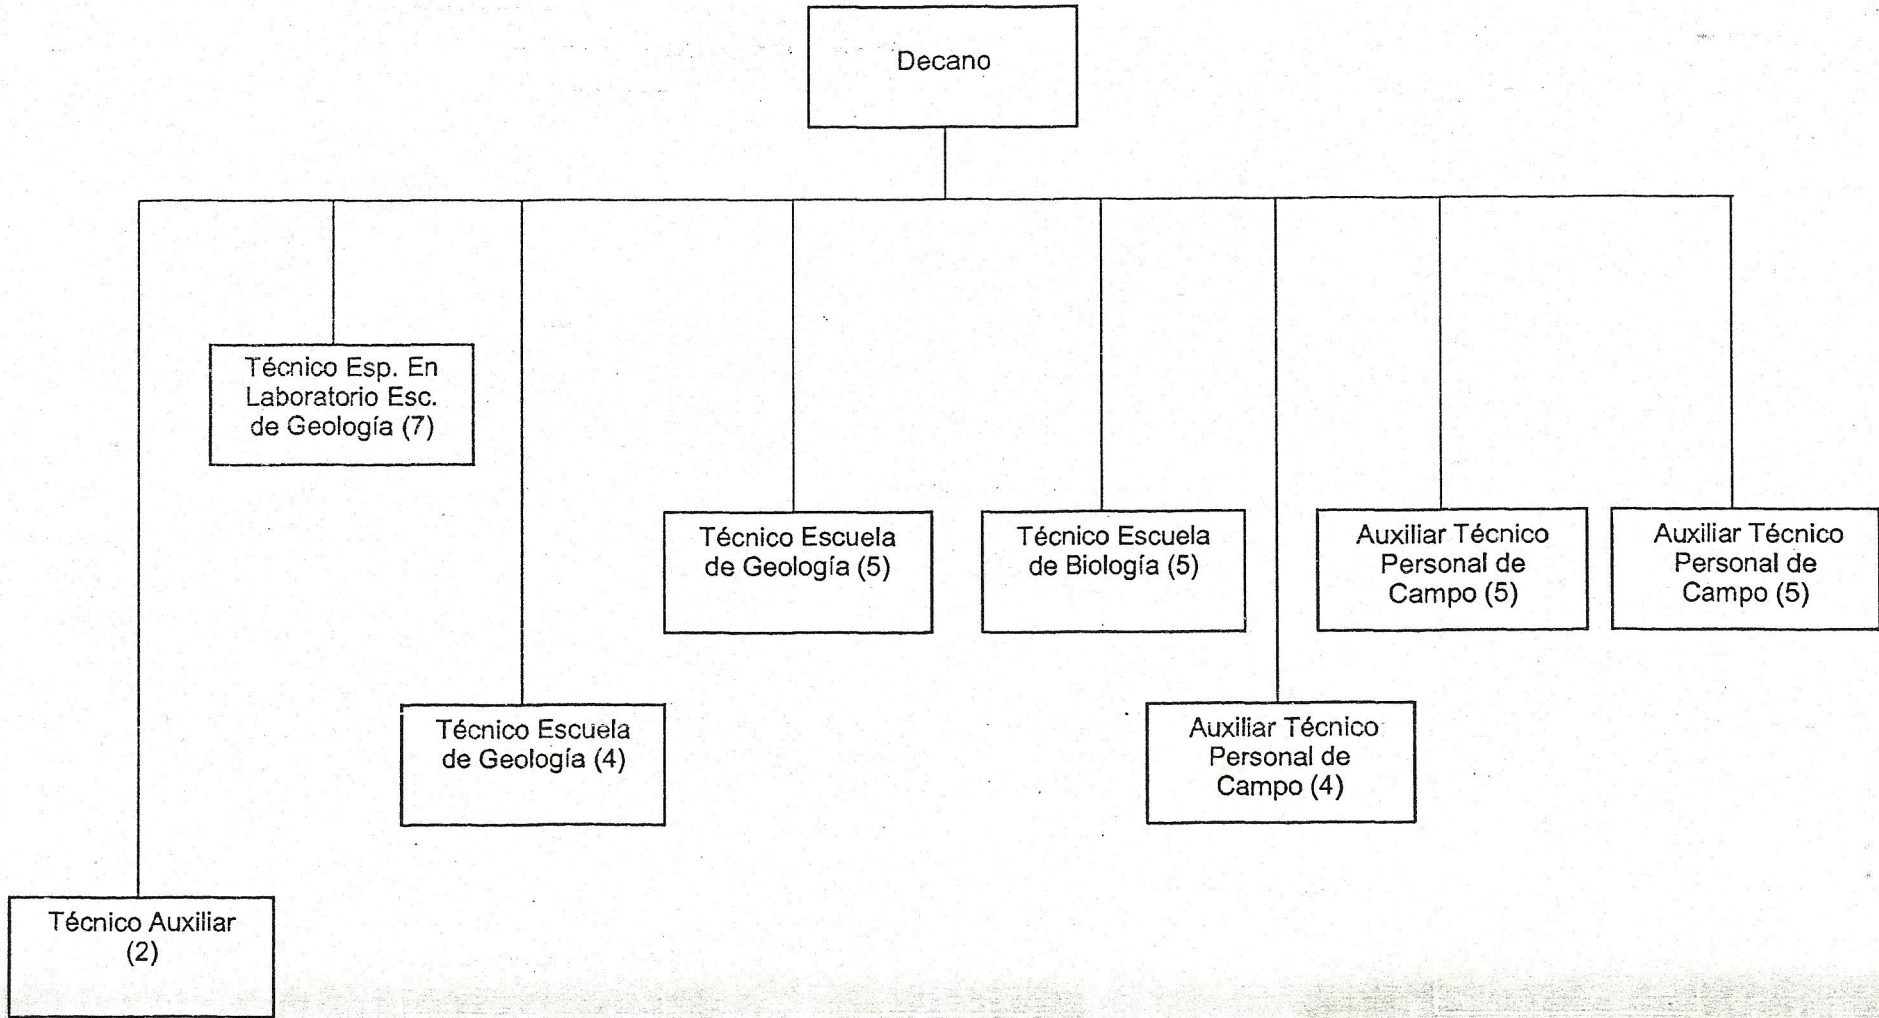 Decano
Técnico Esp. En
Laboratorio Esc.
de Geología (7)
Técnico Escuela
de Geología (5)
Técnico Escuela
de Biología (5)
Auxiliar Técnico
Personal de
Campo (5)
Auxiliar Técnico
Personal de
Campo (5)
Técnico Escuela
de Geología (4)
Auxiliar Técnico
Personal de
Campo (4)
Técnico Auxiliar
(2)